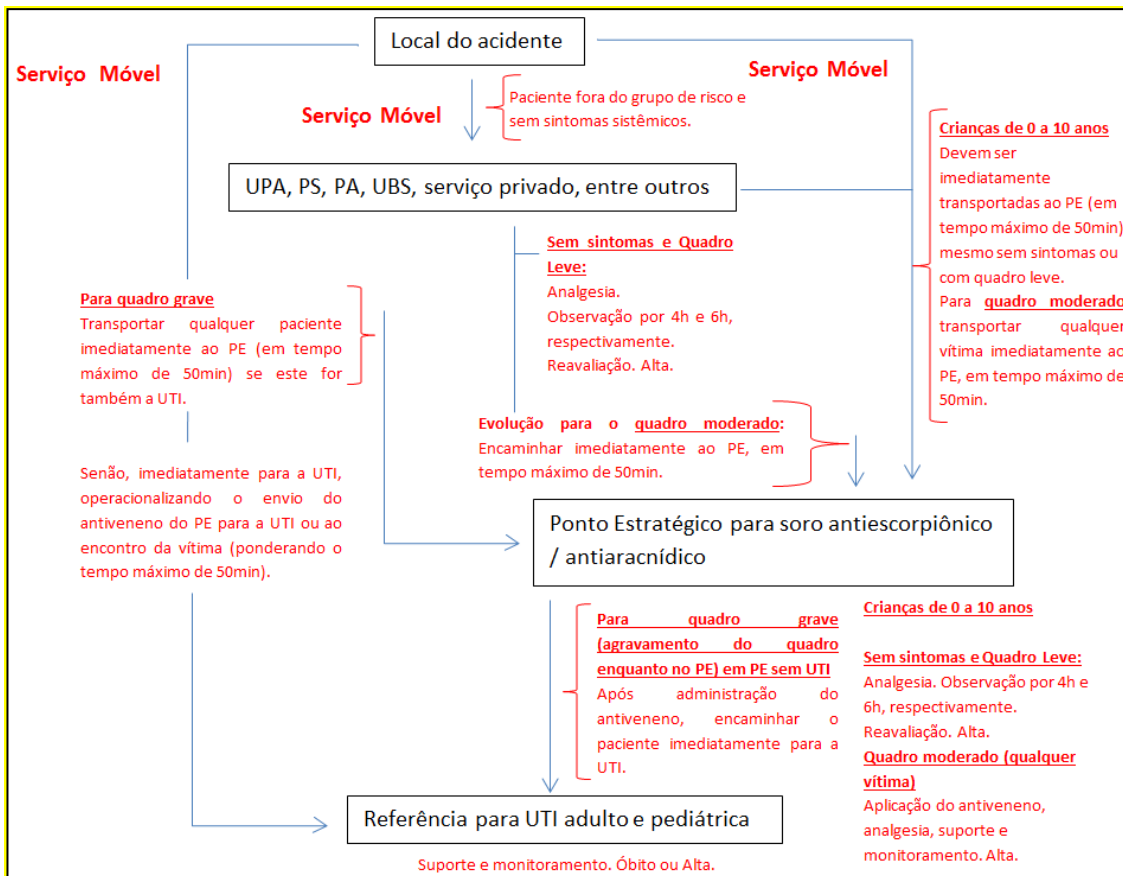 Local do acidente
Serviço Móvel
Serviço Móvel
Serviço Móvel
Paciente fora do grupo de risco e
sem sintomas sistêmicos.
Crianças de 0 a 10 anos
Devem ser
imediatamente
transportadas ao PE (em
tempo máximo de 50min)
mesmo sem sintomas ou
com quadro leve.
Para quadro moderado
transportar qualquer
vítima imediatamente ao
PE, em tempo máximo de
50min.
UPA, PS, PA, UBS, serviço privado, entre outros
Sem sintomas e Quadro
Leve:
Analgesia.
Observação por 4h e 6h,
respectivamente.
Reavaliação. Alta.
Para quadro grave
Transportar qualquer paciente
imediatamente ao PE (em tempo
máximo de 50min) se este for
também a UTI.
Evolução para o quadro moderado:
Encaminhar imediatamente ao PE, em
tempo máximo de 50min.
Senão, imediatamente para a UTI,
operacionalizando o envio do
antiveneno do PE para a UTI ou ao
encontro da vítima (ponderando o
tempo máximo de 50min).
Ponto Estratégico para soro antiescorpiônico
/ antiaracnídico
Para quadro grave
(agravamento do quadro
enquanto no PE) em PE sem UTI
Após administração do
antiveneno, encaminhar o
paciente imediatamente para a
UTI.
Crianças de 0 a 10 anos
Sem sintomas e Quadro Leve:
Analgesia. Observação por 4h e
6h, respectivamente.
Reavaliação. Alta.
Quadro moderado (qualquer
vítima)
Aplicação do antiveneno,
analgesia, suporte e
monitoramento. Alta.
Referência para UTI adulto e pediátrica
Suporte e monitoramento. Óbito ou Alta.